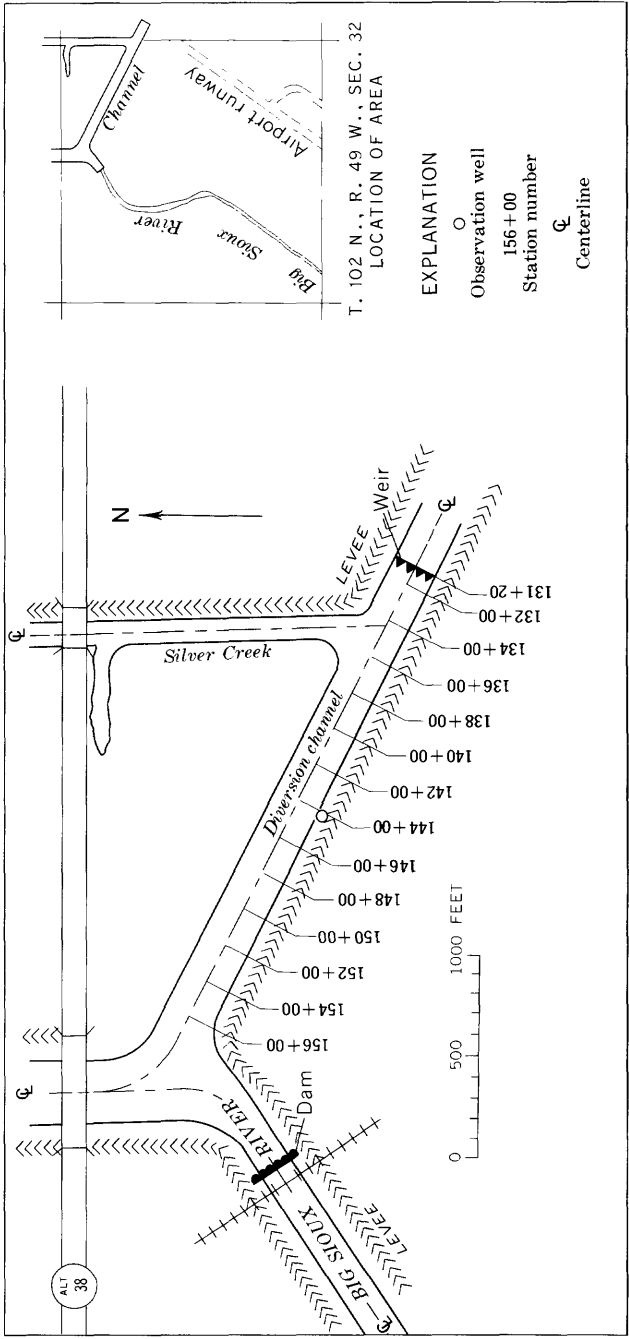 ALT
38
℄
℄
N
Silver Creek
LEVEE
Weir
Diversion channel
℄
RIVER
Dam
BIG SIOUX
℄
LEVEE
156+00
154+00
152+00
150+00
148+00
146+00
144+00
142+00
140+00
138+00
136+00
134+00
132+00
131+20
0 500 1000 FEET
Channel
River
Sioux
Big
Airport runway
T. 102 N., R. 49 W., SEC. 32
LOCATION OF AREA
EXPLANATION
Observation well
156+00
Station number
℄
Centerline